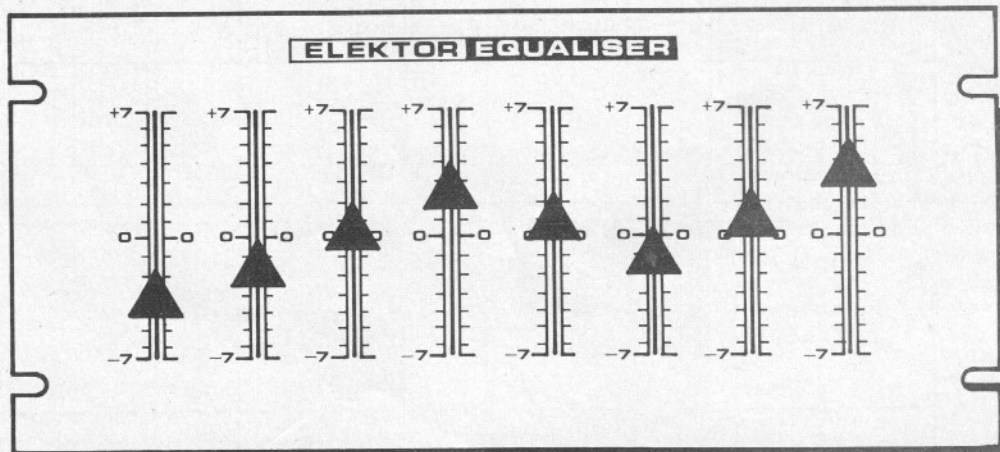 ELEKTOR EQUALISER
+7 +7 +7 +7 +7 +7 +7 +7
0 0 0 0 0 0 0 0 0 0 0 0 0 0 0 0
-7 -7 -7 -7 -7 -7 -7 -7